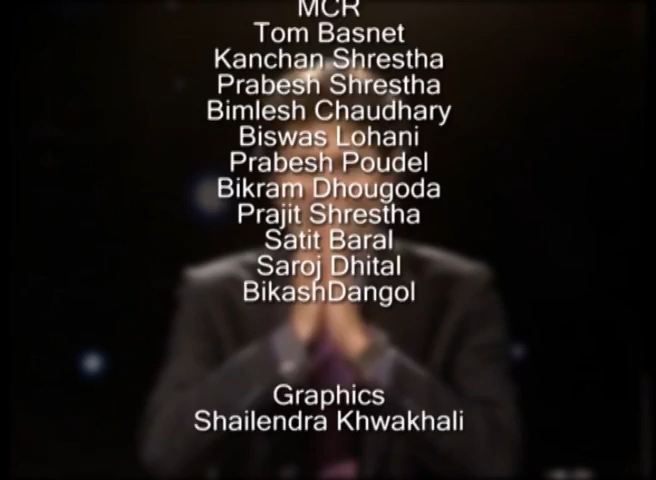 MCR
Tom Basnet
Kanchan Shrestha
Prabesh Shrestha
Bimlesh Chaudhary
Biswas Lohani
Prabesh Poudel
Bikram Dhougoda
Prajit Shrestha
Satit Baral
Saroj Dhital
BikashDangol
Graphics
Shailendra Khwakhali